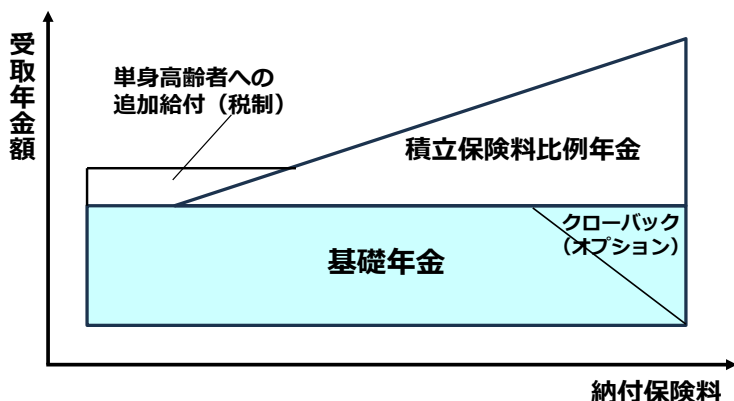 受取年金額
単身高齢者への
追加給付（税制）
積立保険料比例年金
クローバック
（オプション）
基礎年金
納付保険料